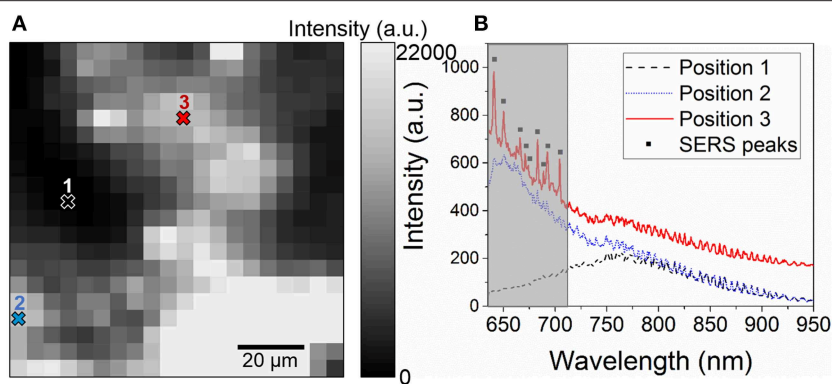 A
Intensity (a.u.)
22000
0
1
2
3
20 µm
B
Intensity (a.u.)
1000
800
600
400
200
0
Position 1
Position 2
Position 3
SERS peaks
650 700 750 800 850 900 950
Wavelength (nm)